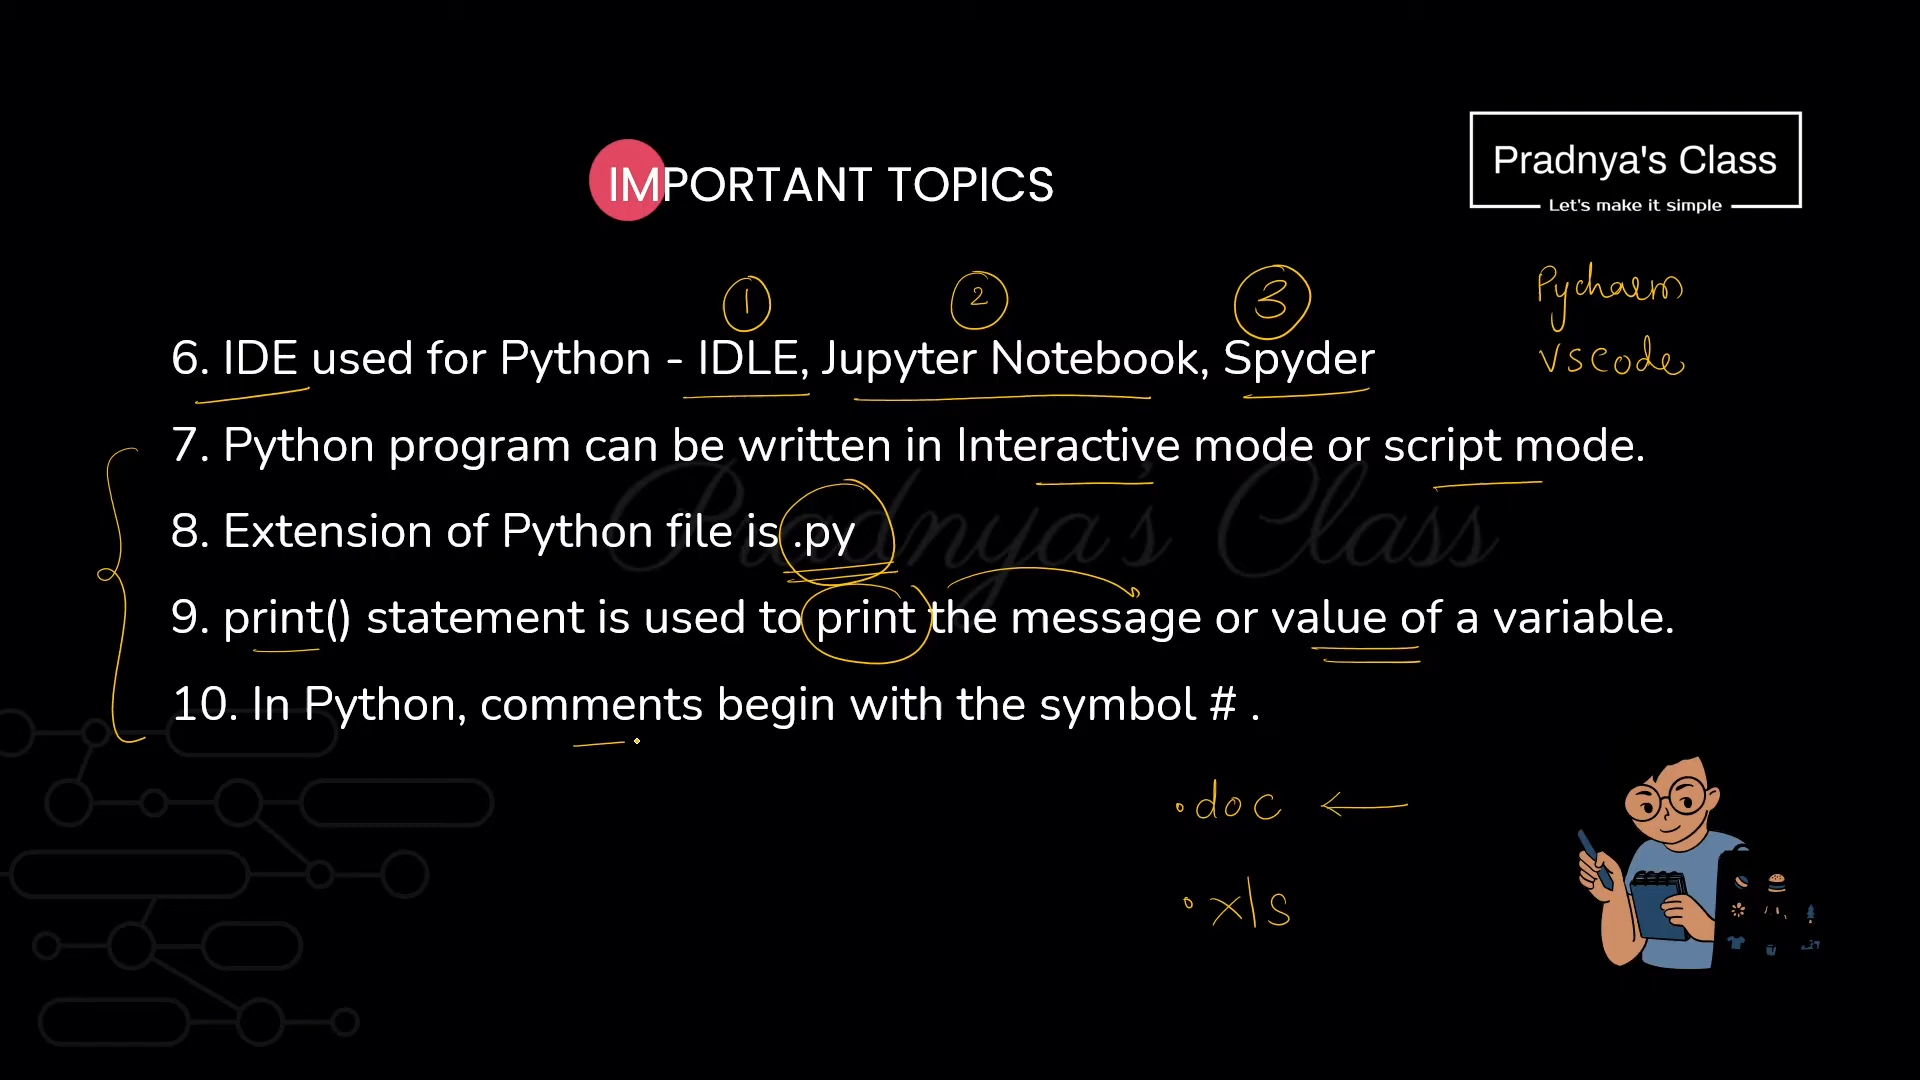 IMPORTANT TOPICS
Pradnya's Class
Let's make it simple
1 2 3
Pycharm
VScode
6. IDE used for Python - IDLE, Jupyter Notebook, Spyder
7. Python program can be written in Interactive mode or script mode.
8. Extension of Python file is .py
Pradnya's Class
9. print() statement is used to print the message or value of a variable.
10. In Python, comments begin with the symbol # .
.doc ←
.xls